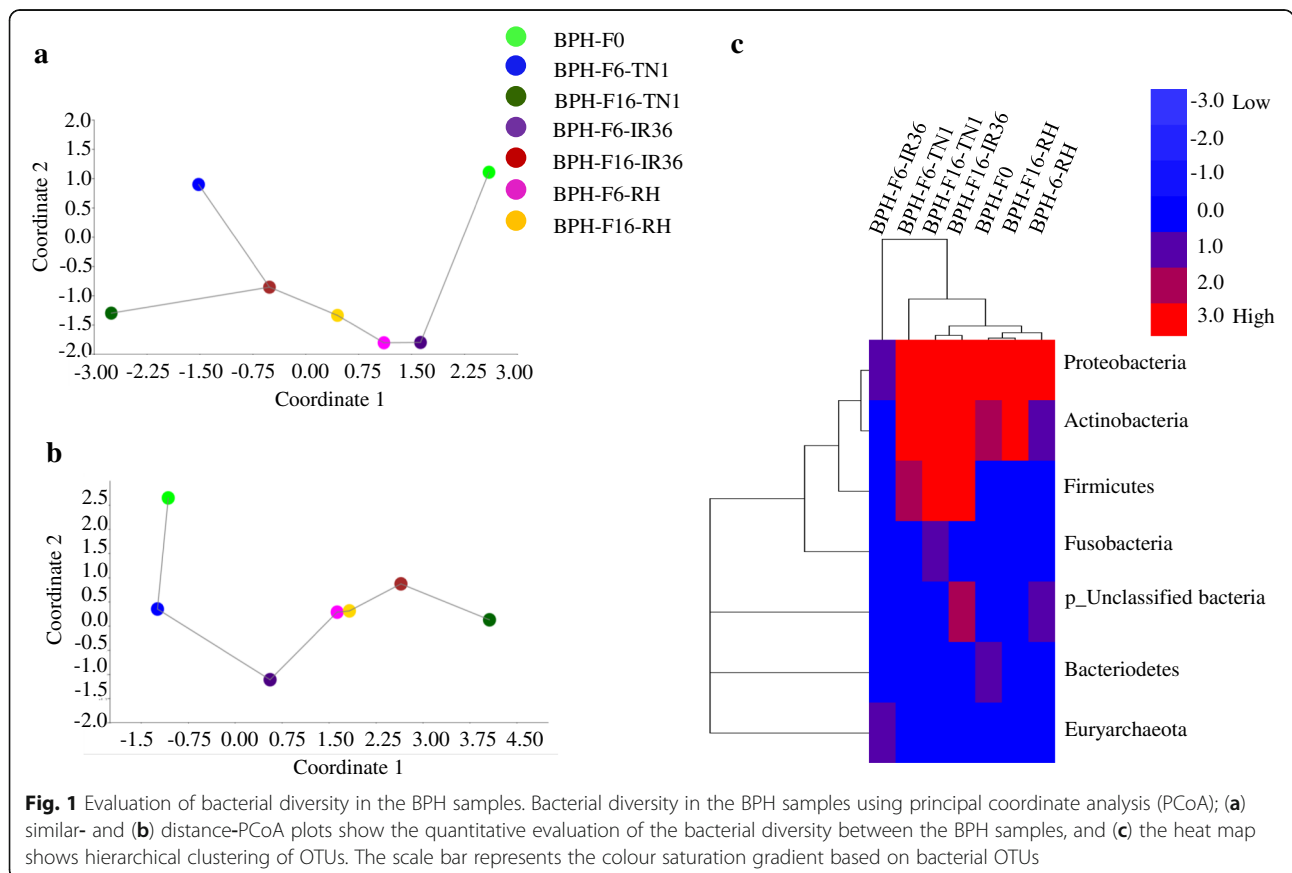 a
BPH-F0
BPH-F6-TN1
BPH-F16-TN1
BPH-F6-IR36
BPH-F16-IR36
BPH-F6-RH
BPH-F16-RH
2.0
1.5
1.0
0.5
0.0
-0.5
-1.0
-1.5
-2.0
Coordinate 2
-3.00 -2.25 -1.50 -0.75 0.00 0.75 1.50 2.25 3.00
Coordinate 1
b
2.5
2.0
1.5
1.0
0.5
0.0
-0.5
-1.0
-1.5
-2.0
Coordinate 2
-1.5 -0.75 0.00 0.75 1.50 2.25 3.00 4.50
Coordinate 1
c
BPH-F6-IR36
BPH-F6-TN1
BPH-F16-TN1
BPH-F16-IR36
BPH-F0
BPH-F16-RH
BPH-6-RH
-3.0 Low
-2.0
-1.0
0.0
1.0
2.0
3.0 High
Proteobacteria
Actinobacteria
Firmicutes
Fusobacteria
p_Unclassified bacteria
Bacteriodetes
Euryarchaeota
Fig. 1 Evaluation of bacterial diversity in the BPH samples. Bacterial diversity in the BPH samples using principal coordinate analysis (PCoA); (a)
similar- and (b) distance-PCoA plots show the quantitative evaluation of the bacterial diversity between the BPH samples, and (c) the heat map
shows hierarchical clustering of OTUs. The scale bar represents the colour saturation gradient based on bacterial OTUs